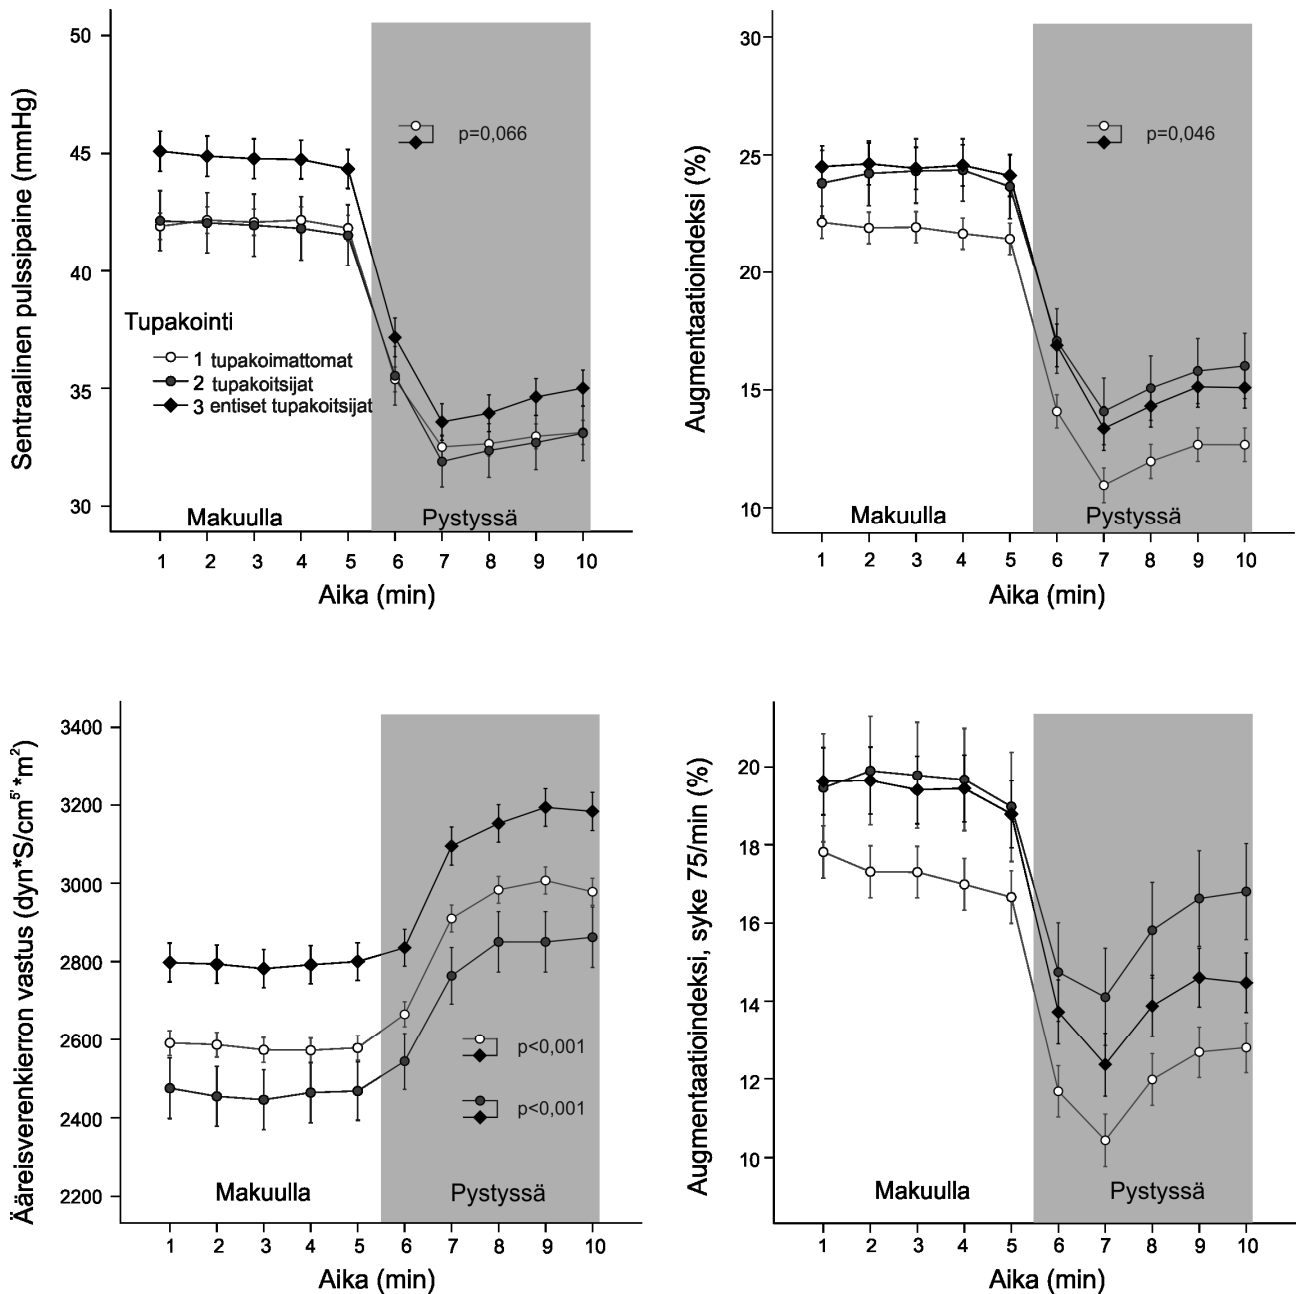 Sentraalinen pulssipaine (mmHg)
50
45
40
35
30
p=0,066
Tupakointi
1 tupakoimattomat
2 tupakoitsijat
3 entiset tupakoitsijat
Makuulla
Pystyssä
1 2 3 4 5 6 7 8 9 10
Aika (min)
Augmentaatioindeksi (%)
30
25
20
15
10
p=0,046
Makuulla
Pystyssä
1 2 3 4 5 6 7 8 9 10
Aika (min)
Ääreisverenkierron vastus (dyn*S/cm⁵'*m²)
3400
3200
3000
2800
2600
2400
2200
p<0,001
p<0,001
Makuulla
Pystyssä
1 2 3 4 5 6 7 8 9 10
Aika (min)
Augmentaatioindeksi, syke 75/min (%)
20
18
16
14
12
10
Makuulla
Pystyssä
1 2 3 4 5 6 7 8 9 10
Aika (min)